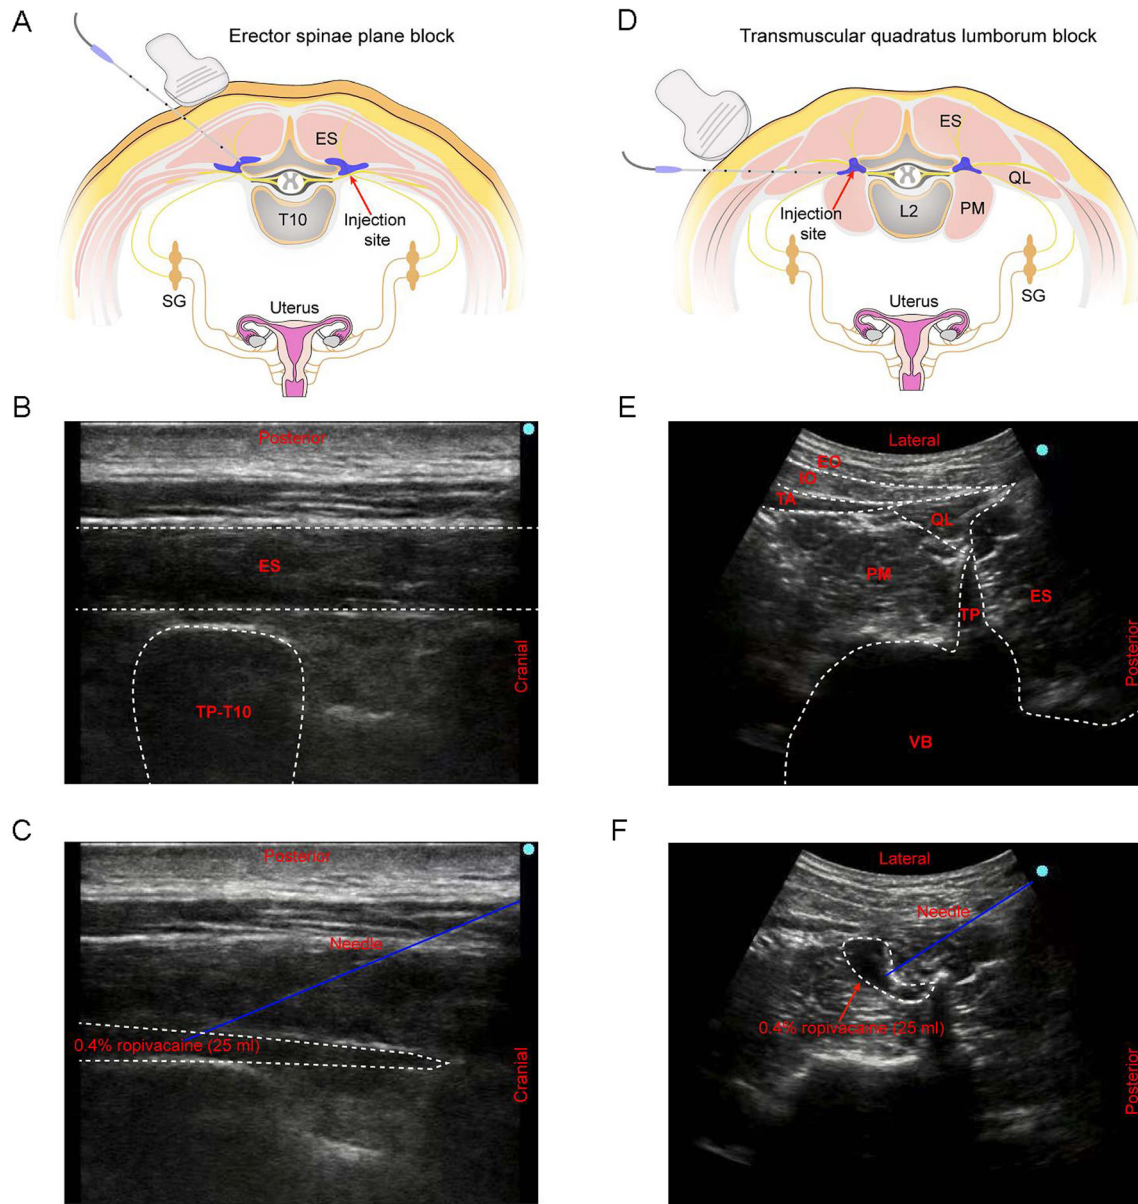 A
Erector spinae plane block
ES
T10
Injection
site
SG
Uterus
B
Posterior
ES
TP-T10
Cranial
C
Posterior
Needle
0.4% ropivacaine (25 ml)
Cranial
D
Transmuscular quadratus lumborum block
ES
QL
PM
L2
Injection
site
SG
Uterus
E
Lateral
EO
IO
TA
QL
PM
TP
ES
VB
Posterior
F
Lateral
Needle
0.4% ropivacaine (25 ml)
Posterior